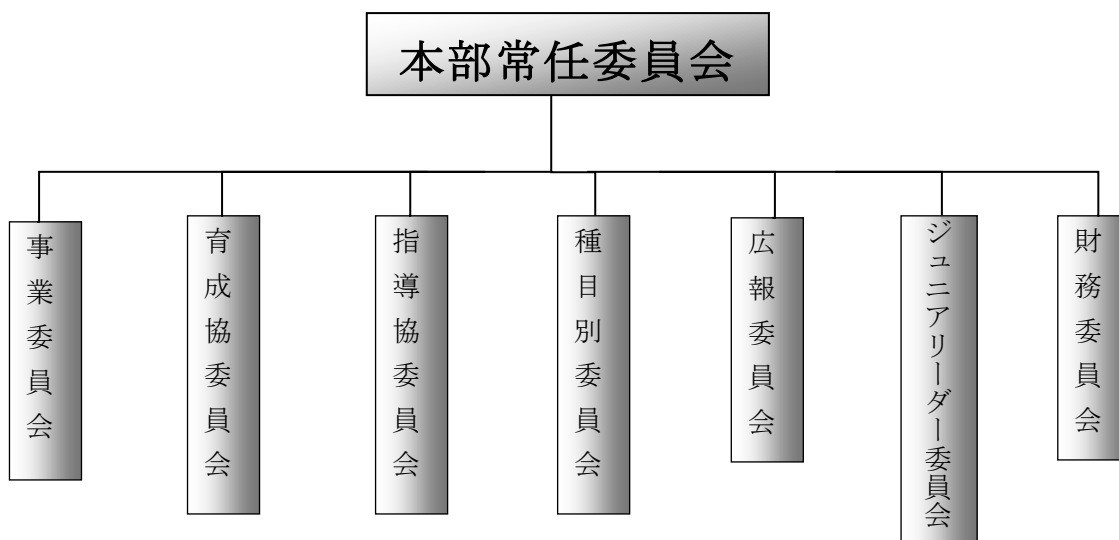 本部常任委員会
事業委員会
育成協委員会
指導協委員会
種目別委員会
広報委員会
ジュニアリーダー委員会
財務委員会